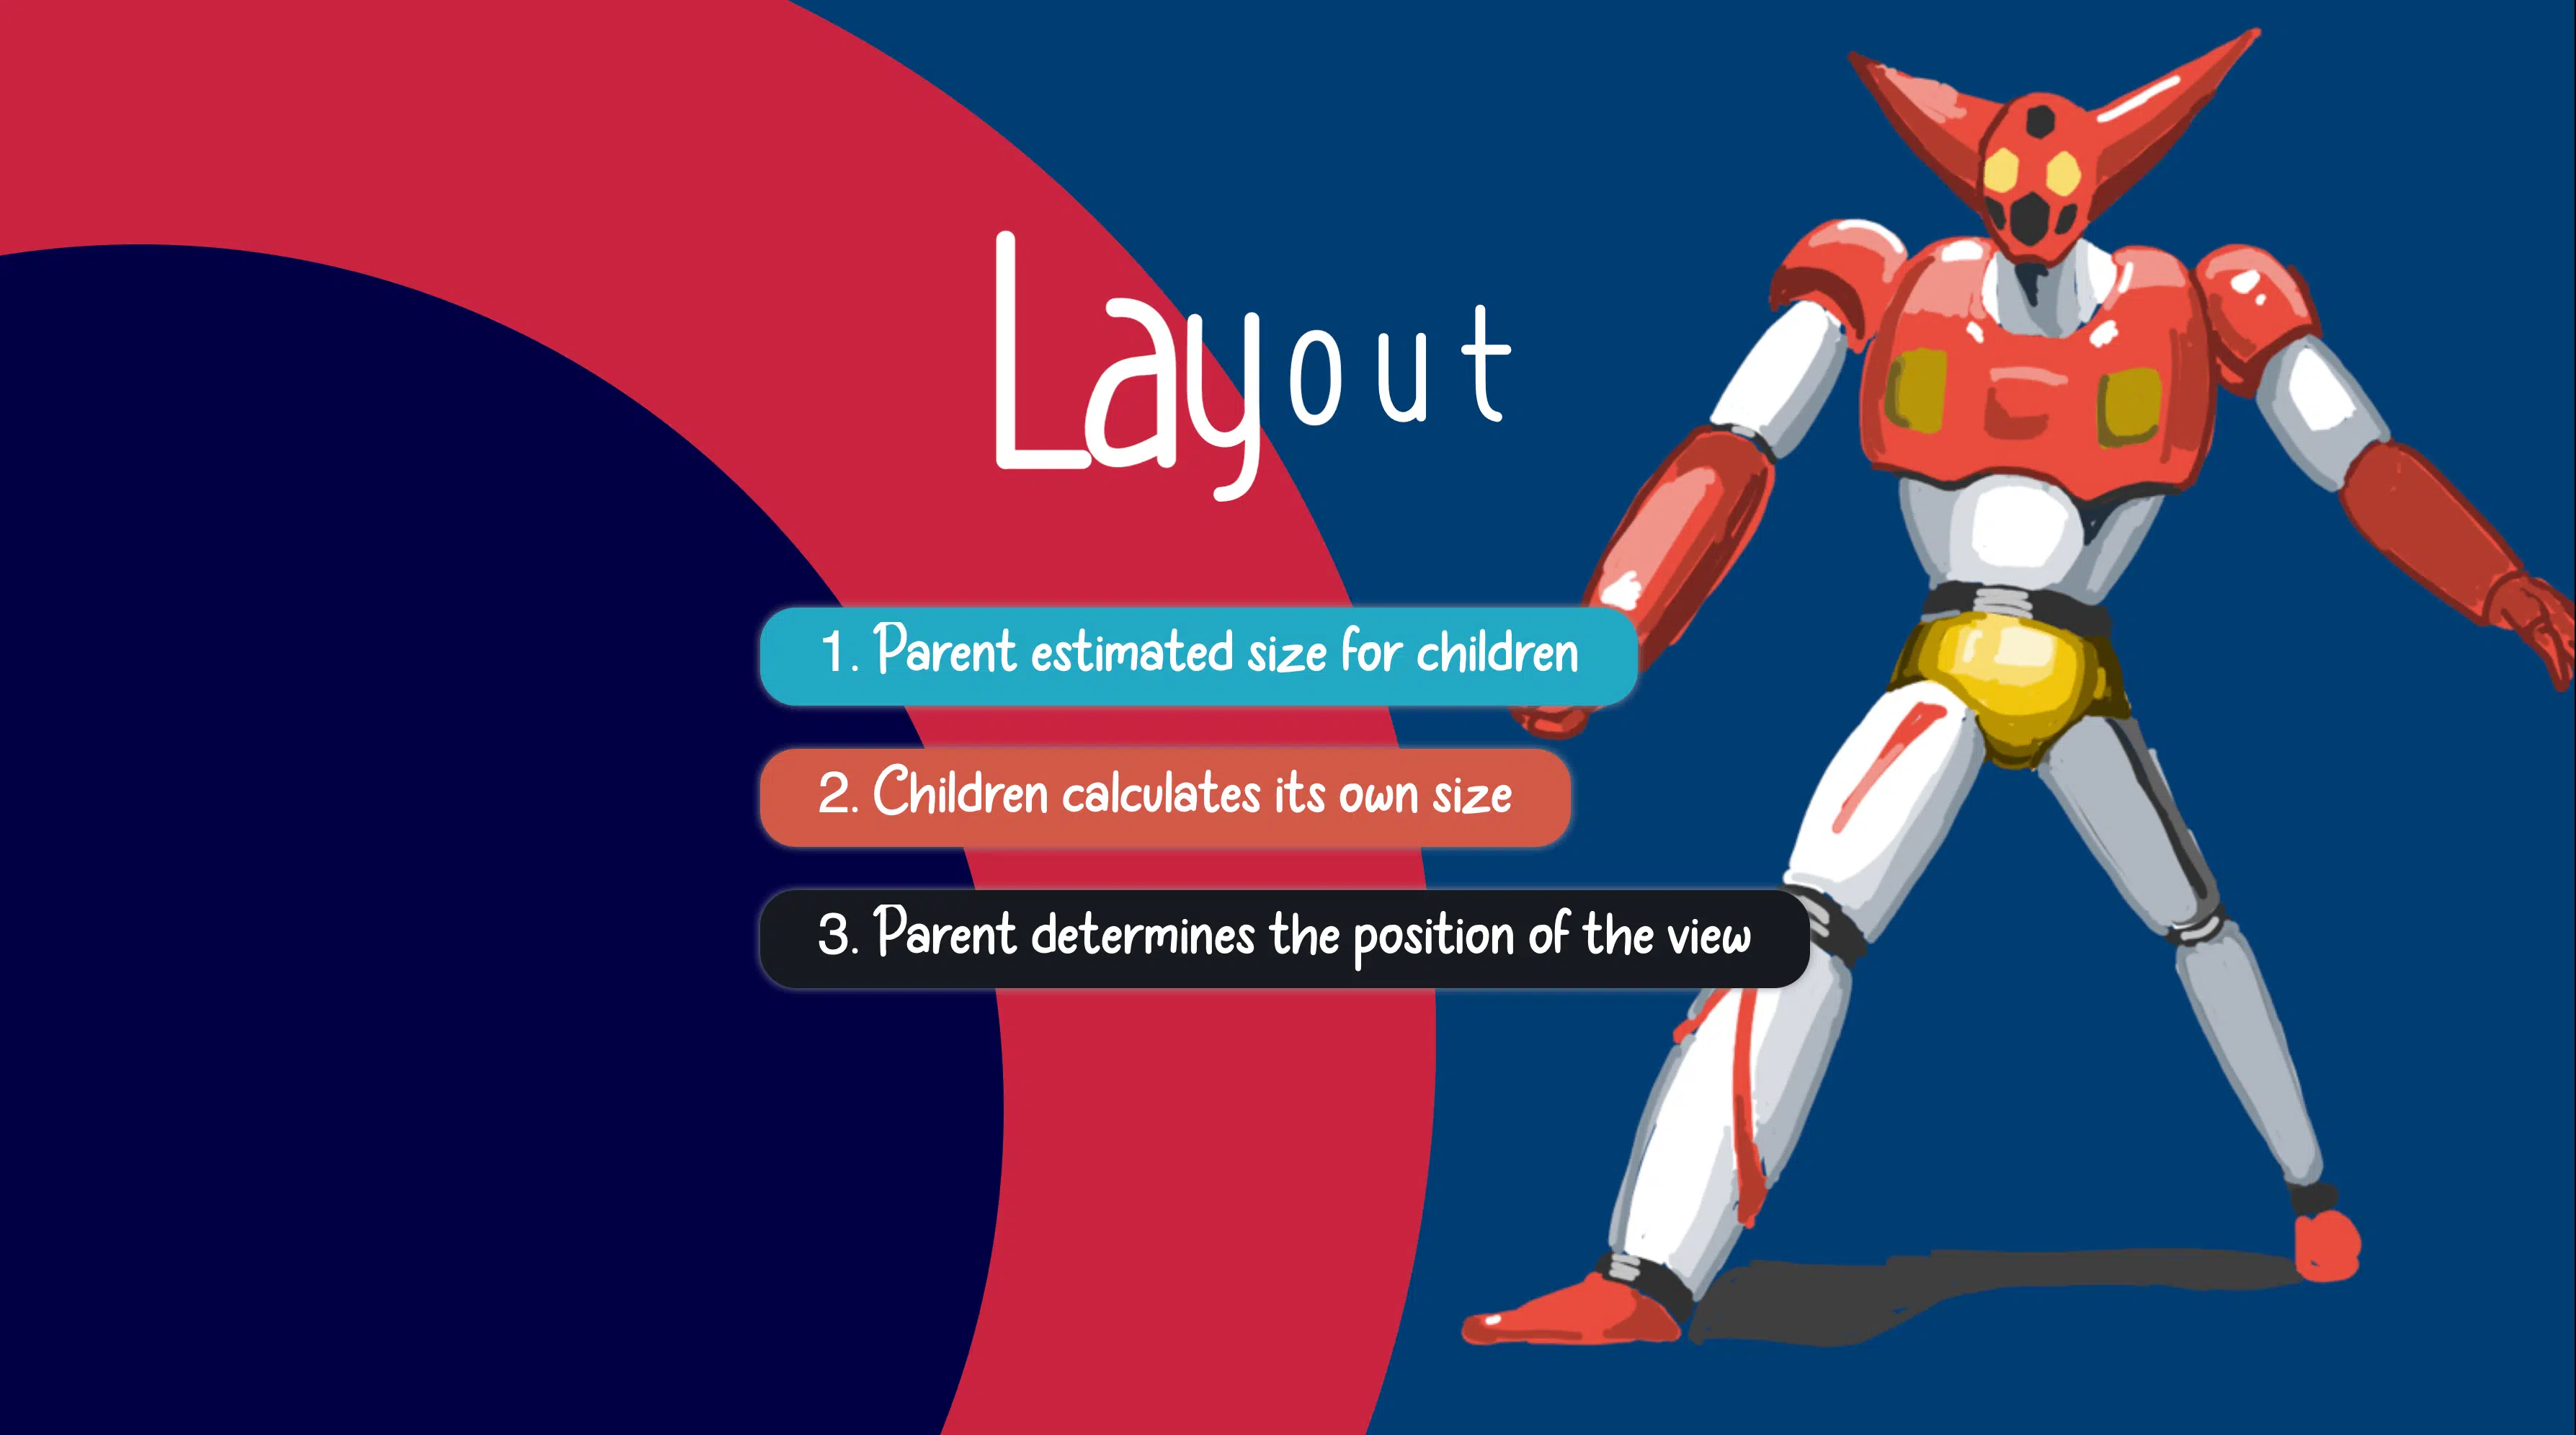 Layout
1. Parent estimated size for children
2. Children calculates its own size
3. Parent determines the position of the view